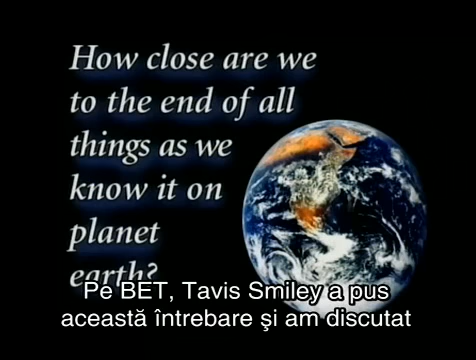 How close are we
to the end of all
things as we
know it on
planet
earth?
Pe BET, Tavis Smiley a pus
această întrebare şi am discutat